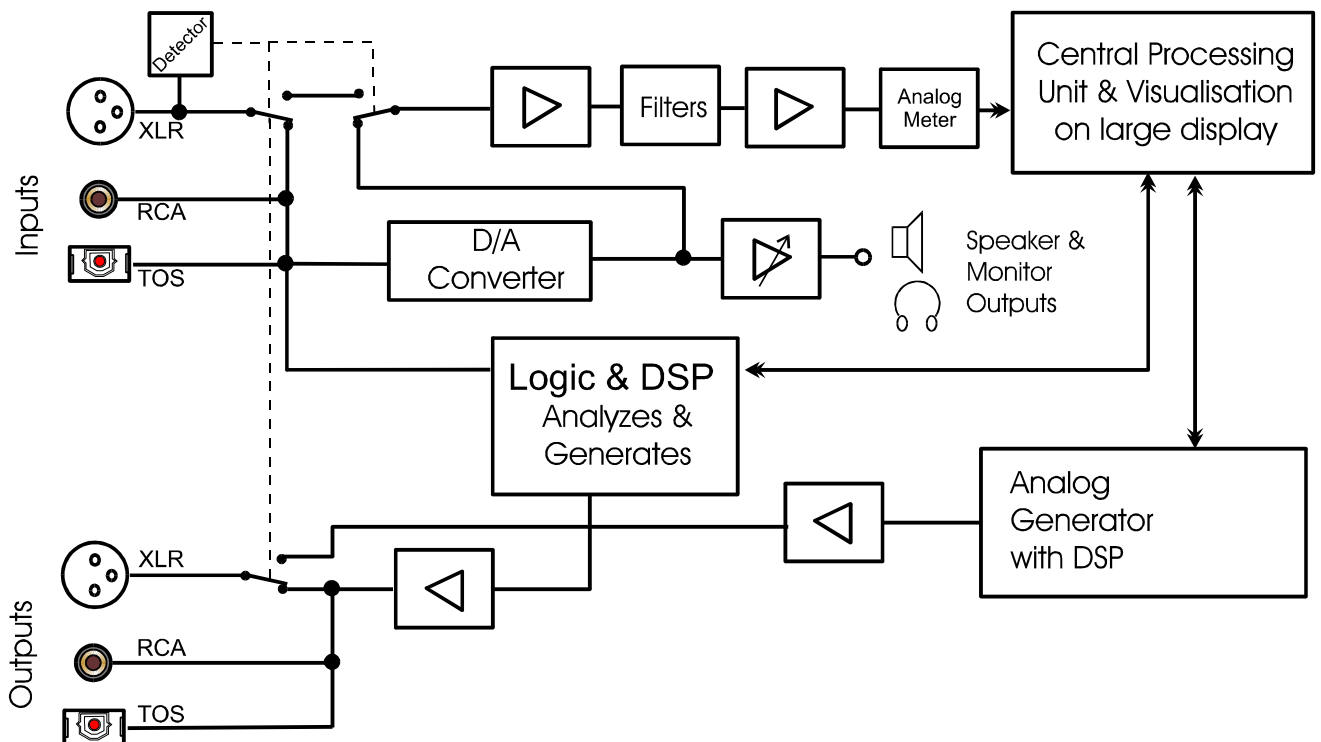 Detector
Central Processing
Unit & Visualisation
on large display
Filters
Analog
Meter
XLR
Inputs
RCA
TOS
D/A
Converter
Speaker &
Monitor
Outputs
Logic & DSP
Analyzes &
Generates
Analog
Generator
with DSP
Outputs
XLR
RCA
TOS